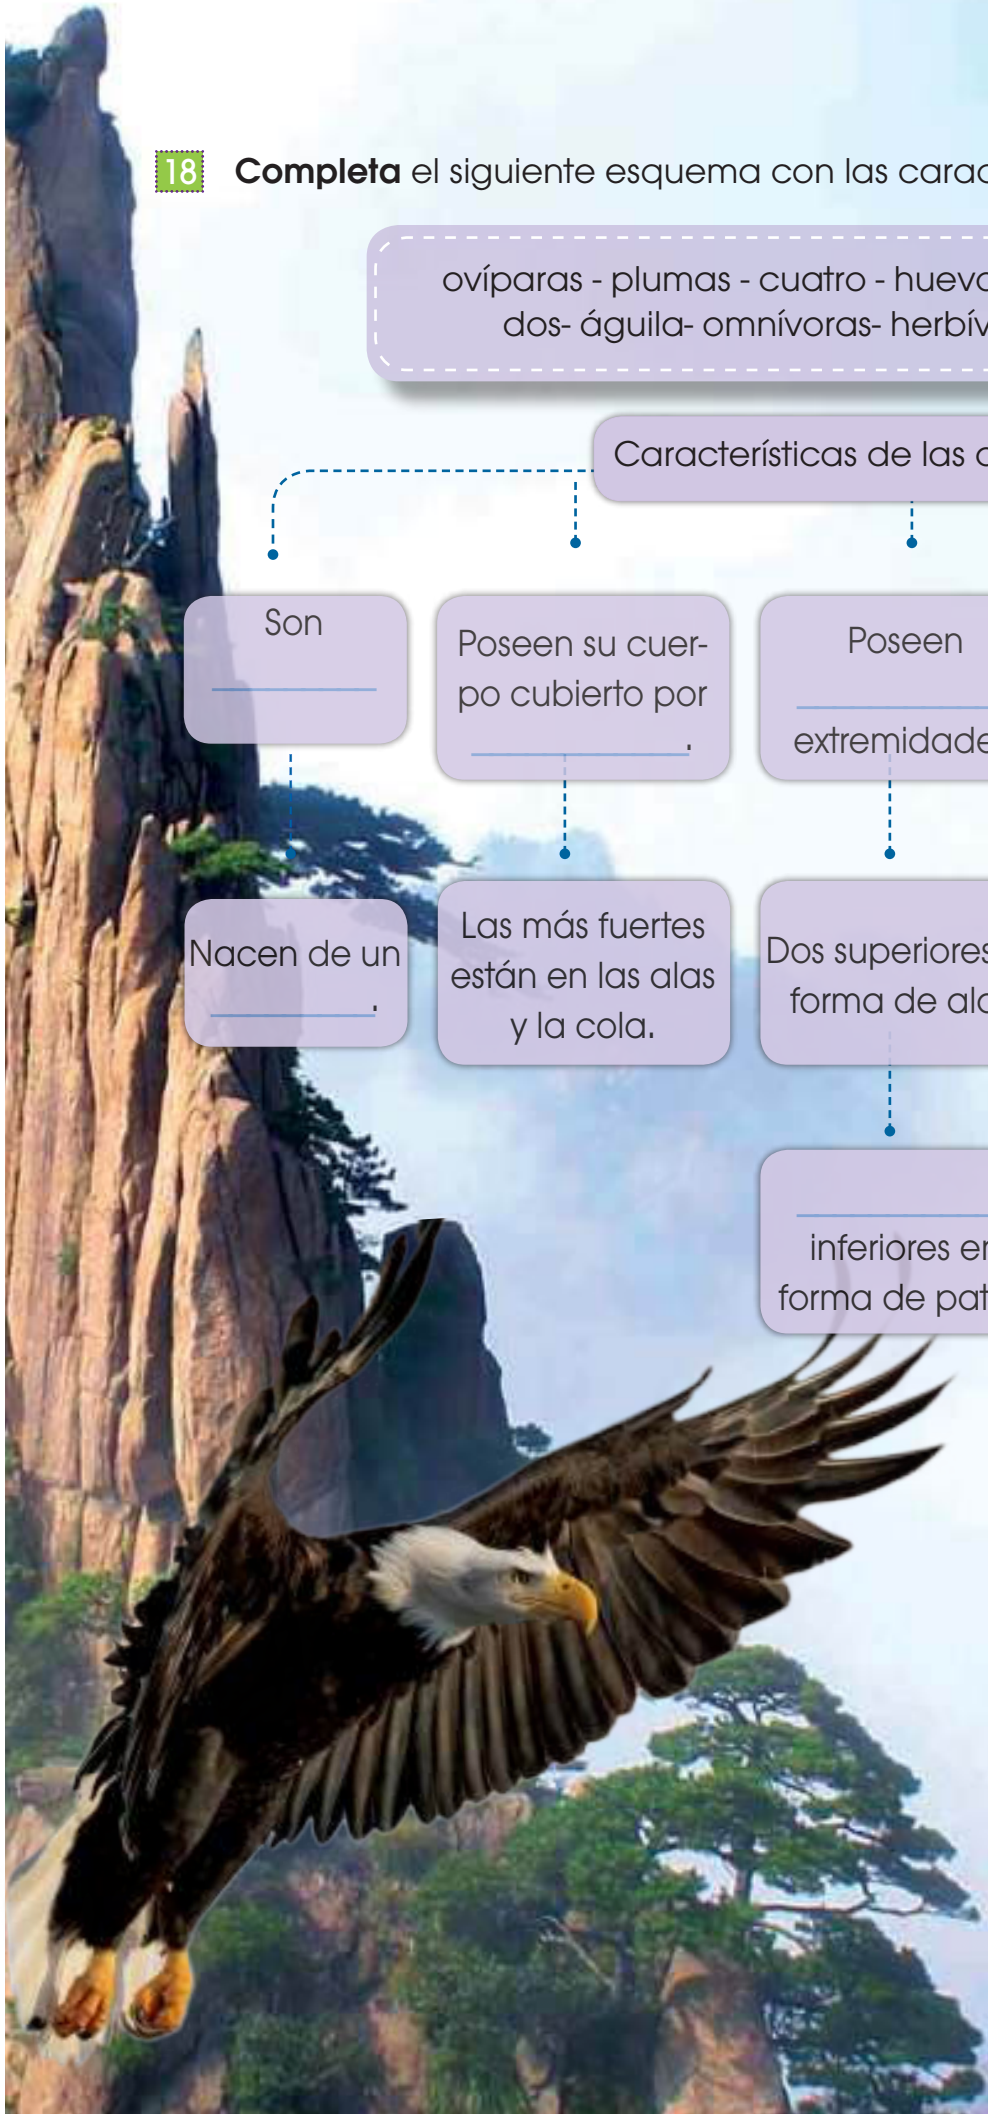 18 Completa el siguiente esquema con las carac
ovíparas - plumas - cuatro - huevo
dos- águila- omnívoras- herbív
Características de las
Son
Poseen su cuer-
po cubierto por
.
Poseen
extremidade
Nacen de un
.
Las más fuertes
están en las alas
y la cola.
Dos superiores
forma de ala
inferiores en
forma de pat